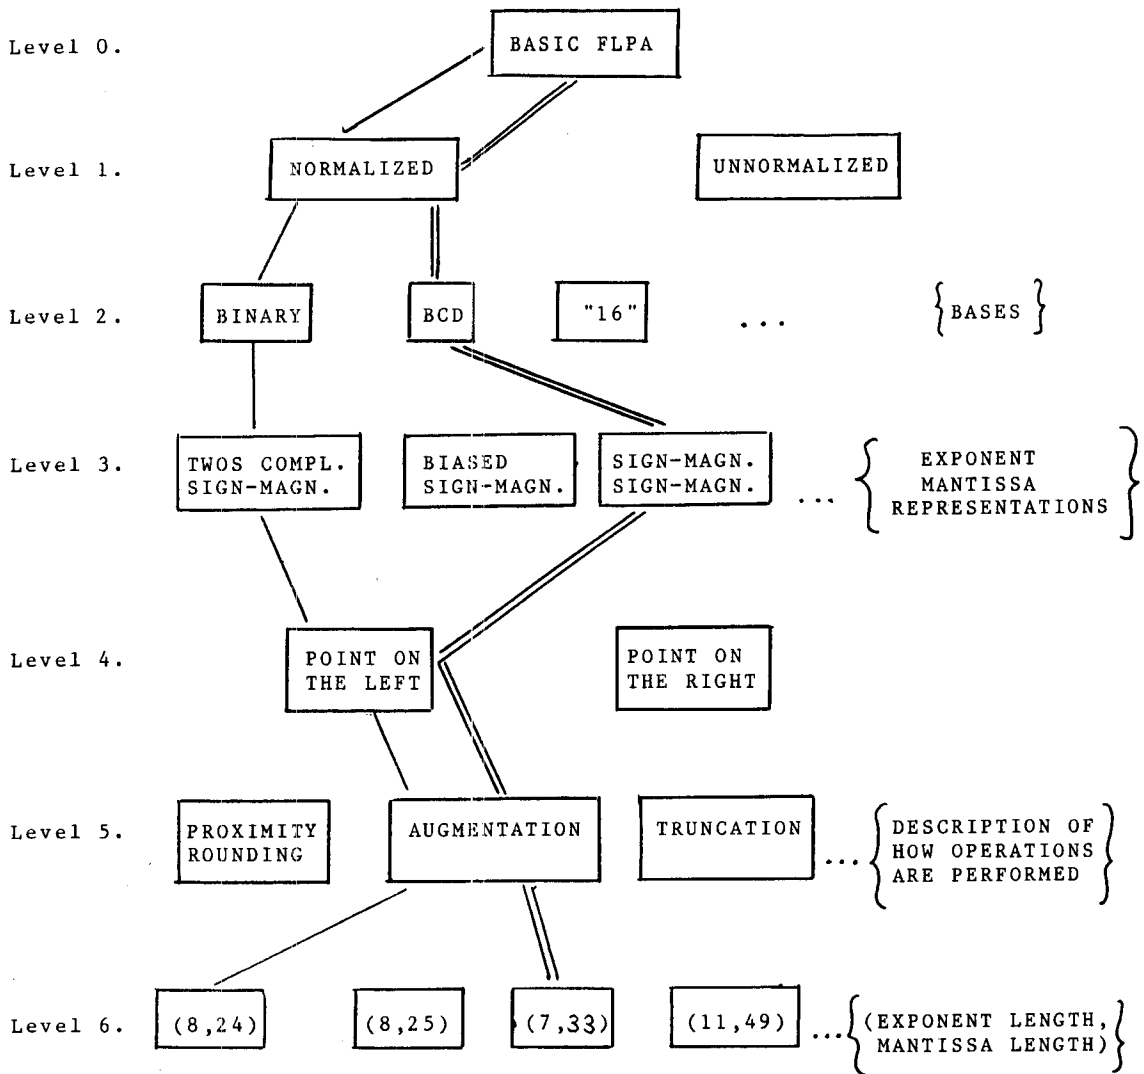 Level 0.
BASIC FLPA
Level 1.
NORMALIZED
UNNORMALIZED
Level 2.
BINARY
BCD
"16"
...
{BASES}
Level 3.
TWOS COMPL.
SIGN-MAGN.
BIASED
SIGN-MAGN.
SIGN-MAGN.
SIGN-MAGN.
...
{EXPONENT
MANTISSA
REPRESENTATIONS}
Level 4.
POINT ON
THE LEFT
POINT ON
THE RIGHT
Level 5.
PROXIMITY
ROUNDING
AUGMENTATION
TRUNCATION
...
{DESCRIPTION OF
HOW OPERATIONS
ARE PERFORMED}
Level 6.
(8,24)
(8,25)
(7,33)
(11,49)
...
{(EXPONENT LENGTH,
MANTISSA LENGTH)}